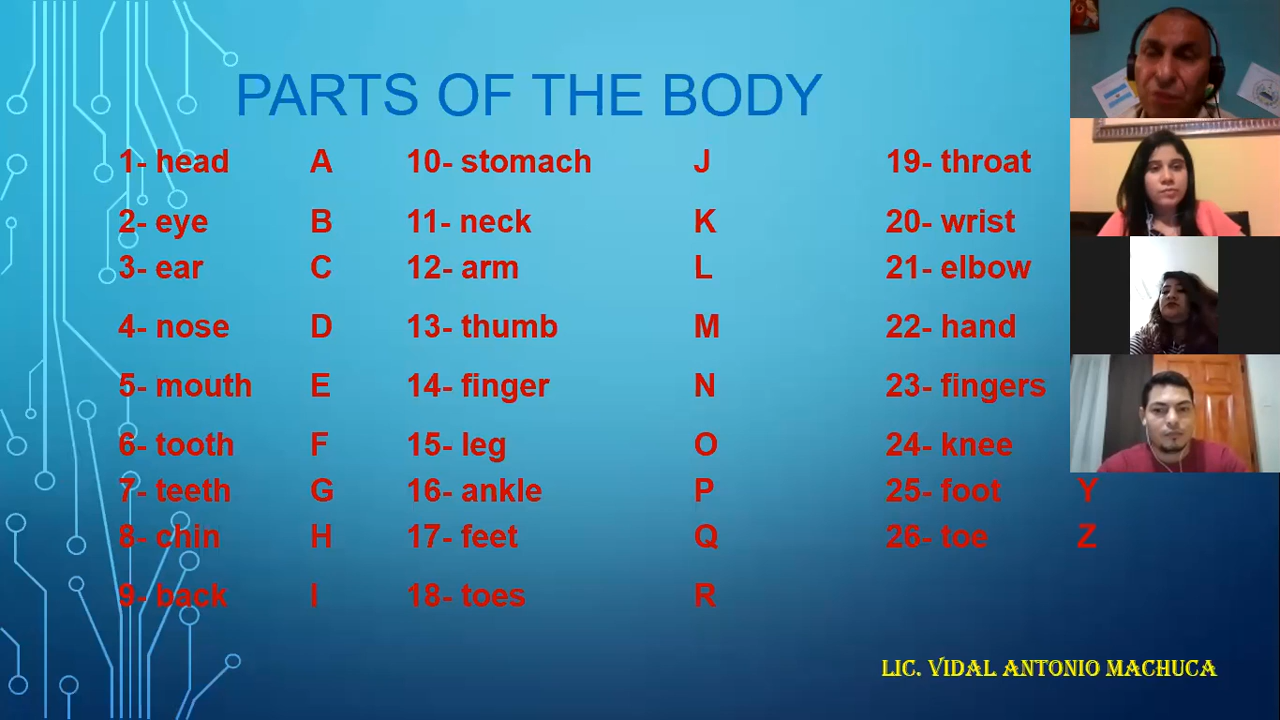 PARTS OF THE BODY
1- head A 10- stomach J 19- throat
2- eye B 11- neck K 20- wrist
3- ear C 12- arm L 21- elbow
4- nose D 13- thumb M 22- hand
5- mouth E 14- finger N 23- fingers
6- tooth F 15- leg O 24- knee
7- teeth G 16- ankle P 25- foot Y
8- chin H 17- feet Q 26- toe Z
9- back I 18- toes R
LIC. VIDAL ANTONIO MACHUCA